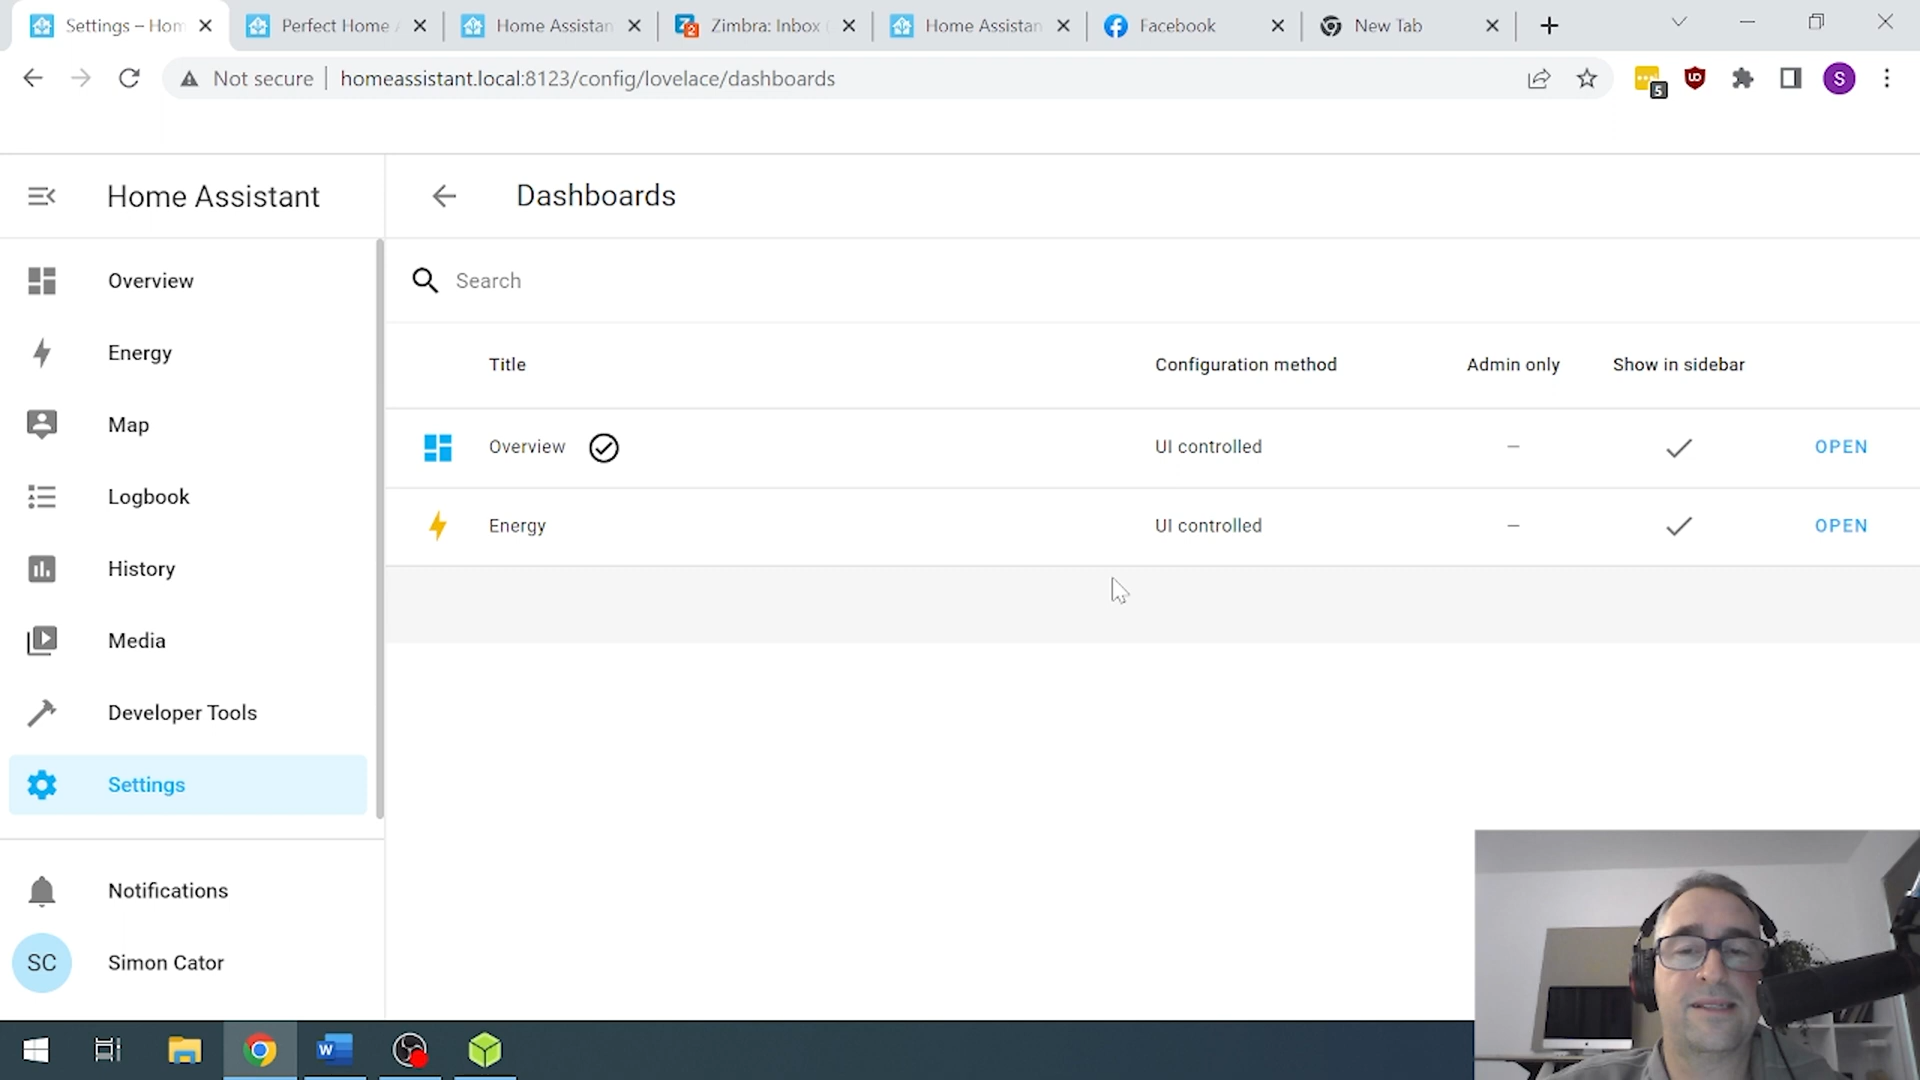 Settings – Hom
Perfect Home A
Home Assistan
Zimbra: Inbox (
Home Assistan
Facebook
New Tab
Not secure
homeassistant.local:8123/config/lovelace/dashboards
5
S
Home Assistant
Dashboards
Overview
Search
Energy
Title
Configuration method
Admin only
Show in sidebar
Map
Overview
UI controlled
–
OPEN
Logbook
Energy
UI controlled
–
OPEN
History
Media
Developer Tools
Settings
Notifications
SC
Simon Cator